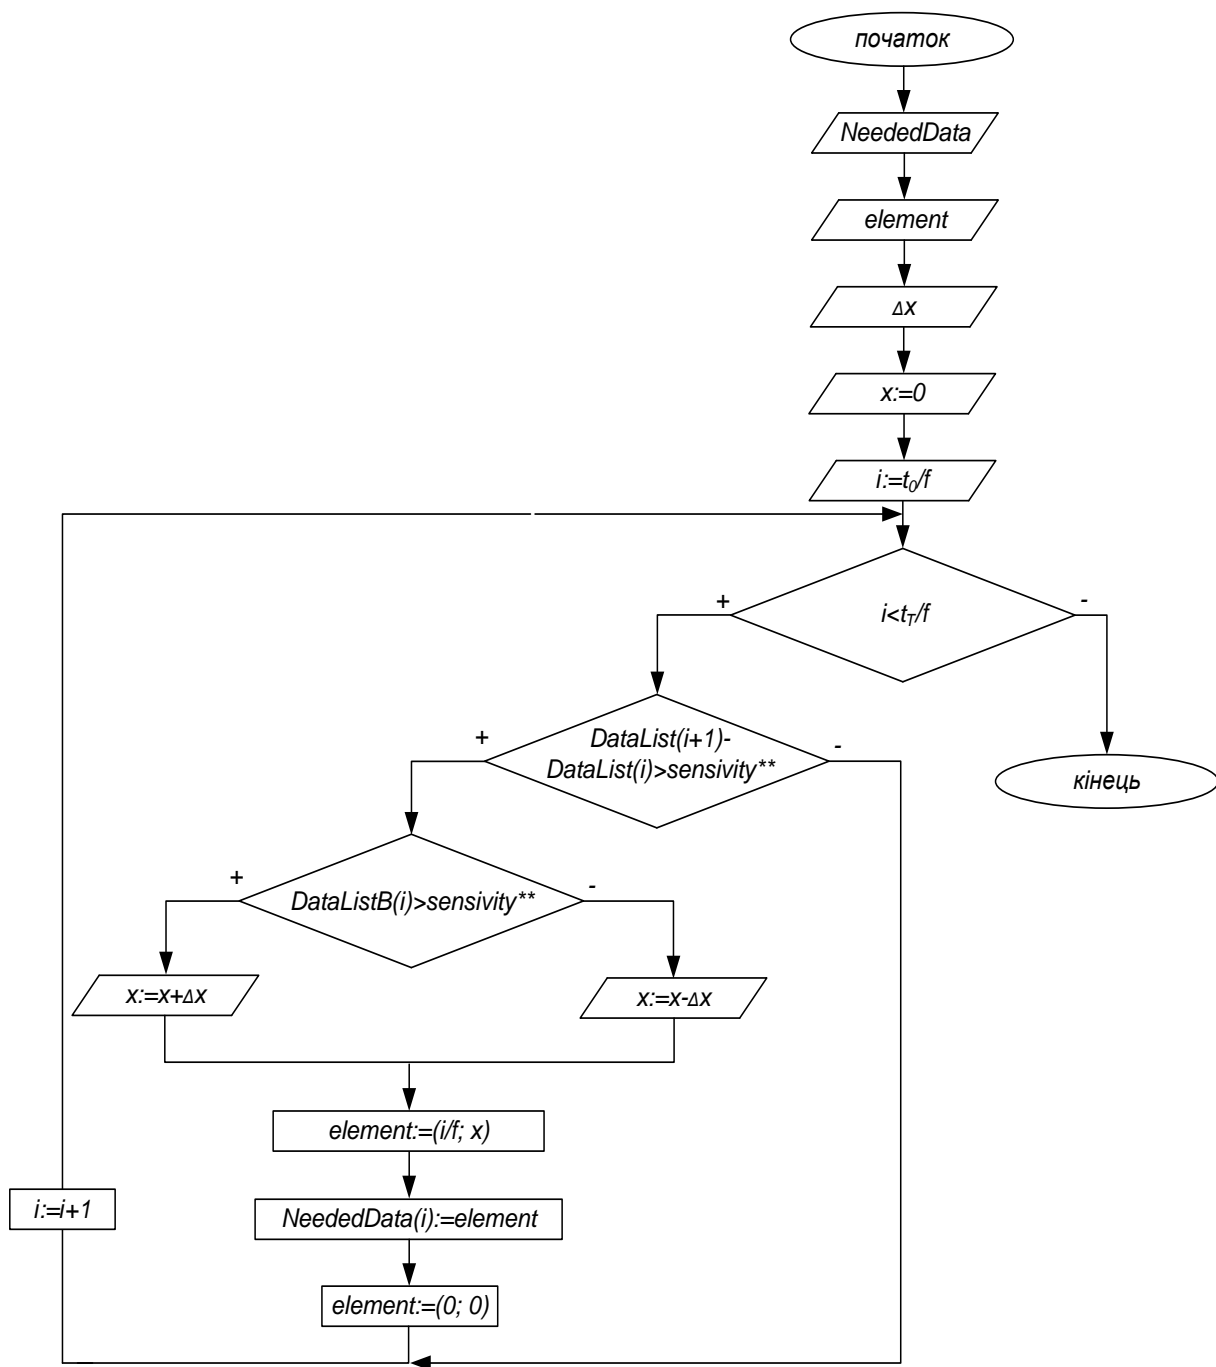 початок
NeededData
element
Δx
x:=0
i:=t₀/f
i<t_T/f
+
-
DataList(i+1)-
DataList(i)>sensivity**
+
-
кінець
DataListB(i)>sensivity**
+
-
x:=x+Δx
x:=x-Δx
element:=(i/f; x)
i:=i+1
NeededData(i):=element
element:=(0; 0)